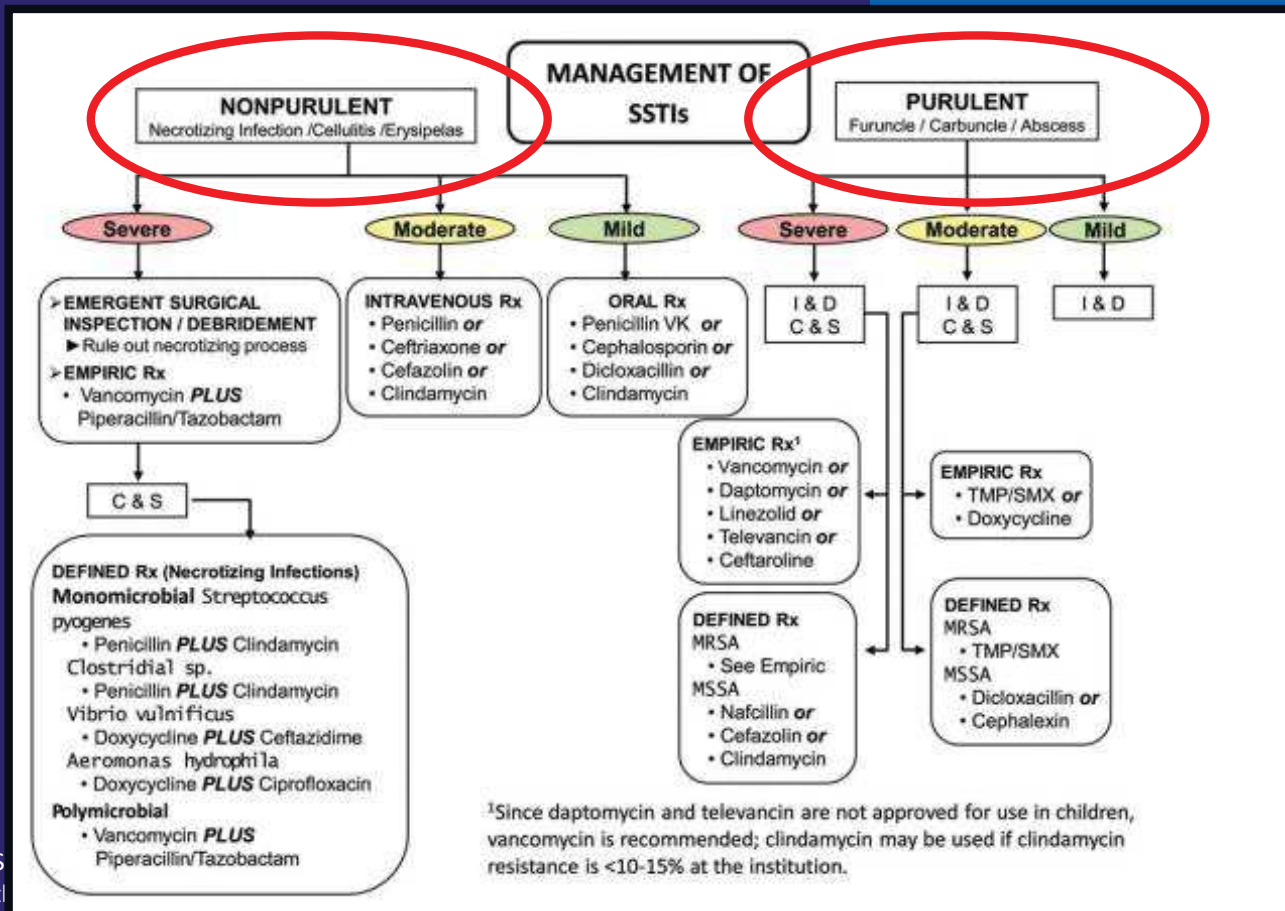 MANAGEMENT OF
SSTIs
NONPURULENT
Necrotizing Infection /Cellulitis /Erysipelas
PURULENT
Furuncle / Carbuncle / Abscess
Severe
Moderate
Mild
Severe
Moderate
Mild
➢EMERGENT SURGICAL
INSPECTION / DEBRIDEMENT
►Rule out necrotizing process
➢EMPIRIC Rx
• Vancomycin PLUS
Piperacillin/Tazobactam
INTRAVENOUS Rx
• Penicillin or
• Ceftriaxone or
• Cefazolin or
• Clindamycin
ORAL Rx
• Penicillin VK or
• Cephalosporin or
• Dicloxacillin or
• Clindamycin
I & D
C & S
I & D
C & S
I & D
C & S
EMPIRIC Rx¹
• Vancomycin or
• Daptomycin or
• Linezolid or
• Televancin or
• Ceftaroline
EMPIRIC Rx
• TMP/SMX or
• Doxycycline
DEFINED Rx (Necrotizing Infections)
Monomicrobial Streptococcus
pyogenes
• Penicillin PLUS Clindamycin
Clostridial sp.
• Penicillin PLUS Clindamycin
Vibrio vulnificus
• Doxycycline PLUS Ceftazidime
Aeromonas hydrophila
• Doxycycline PLUS Ciprofloxacin
Polymicrobial
• Vancomycin PLUS
Piperacillin/Tazobactam
DEFINED Rx
MRSA
• See Empiric
MSSA
• Nafcillin or
• Cefazolin or
• Clindamycin
DEFINED Rx
MRSA
• TMP/SMX
MSSA
• Dicloxacillin or
• Cephalexin
¹Since daptomycin and televancin are not approved for use in children,
vancomycin is recommended; clindamycin may be used if clindamycin
resistance is <10-15% at the institution.